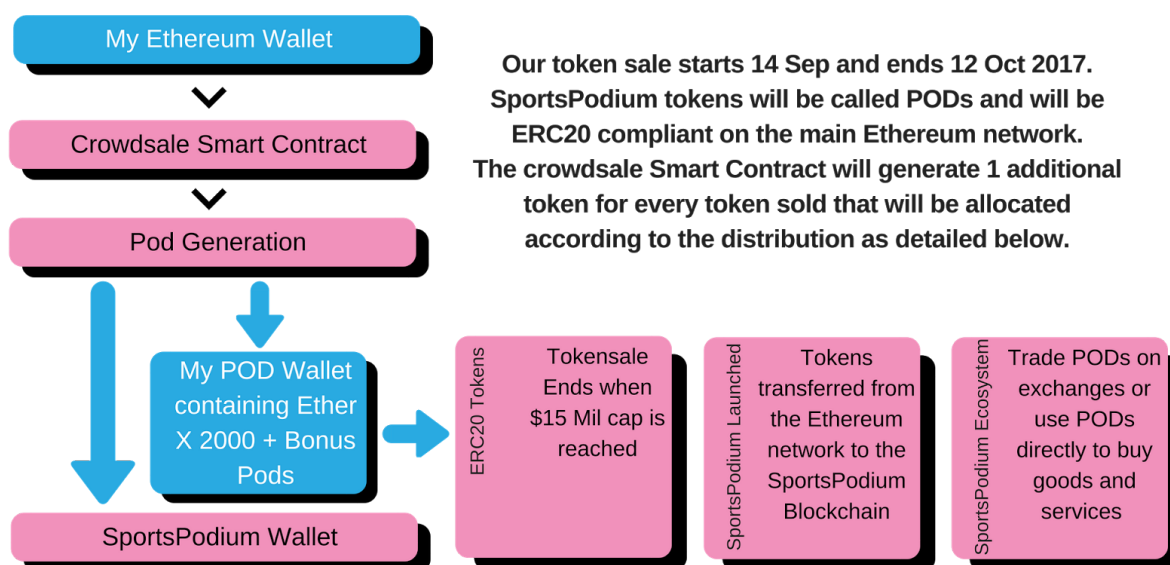 My Ethereum Wallet
Crowdsale Smart Contract
Pod Generation
Our token sale starts 14 Sep and ends 12 Oct 2017.
SportsPodium tokens will be called PODs and will be
ERC20 compliant on the main Ethereum network.
The crowdsale Smart Contract will generate 1 additional
token for every token sold that will be allocated
according to the distribution as detailed below.
My POD Wallet
containing Ether
X 2000 + Bonus
Pods
SportsPodium Wallet
ERC20 Tokens
Tokensale
Ends when
$15 Mil cap is
reached
SportsPodium Launched
Tokens
transferred from
the Ethereum
network to the
SportsPodium
Blockchain
SportsPodium Ecosystem
Trade PODs on
exchanges or
use PODs
directly to buy
goods and
services